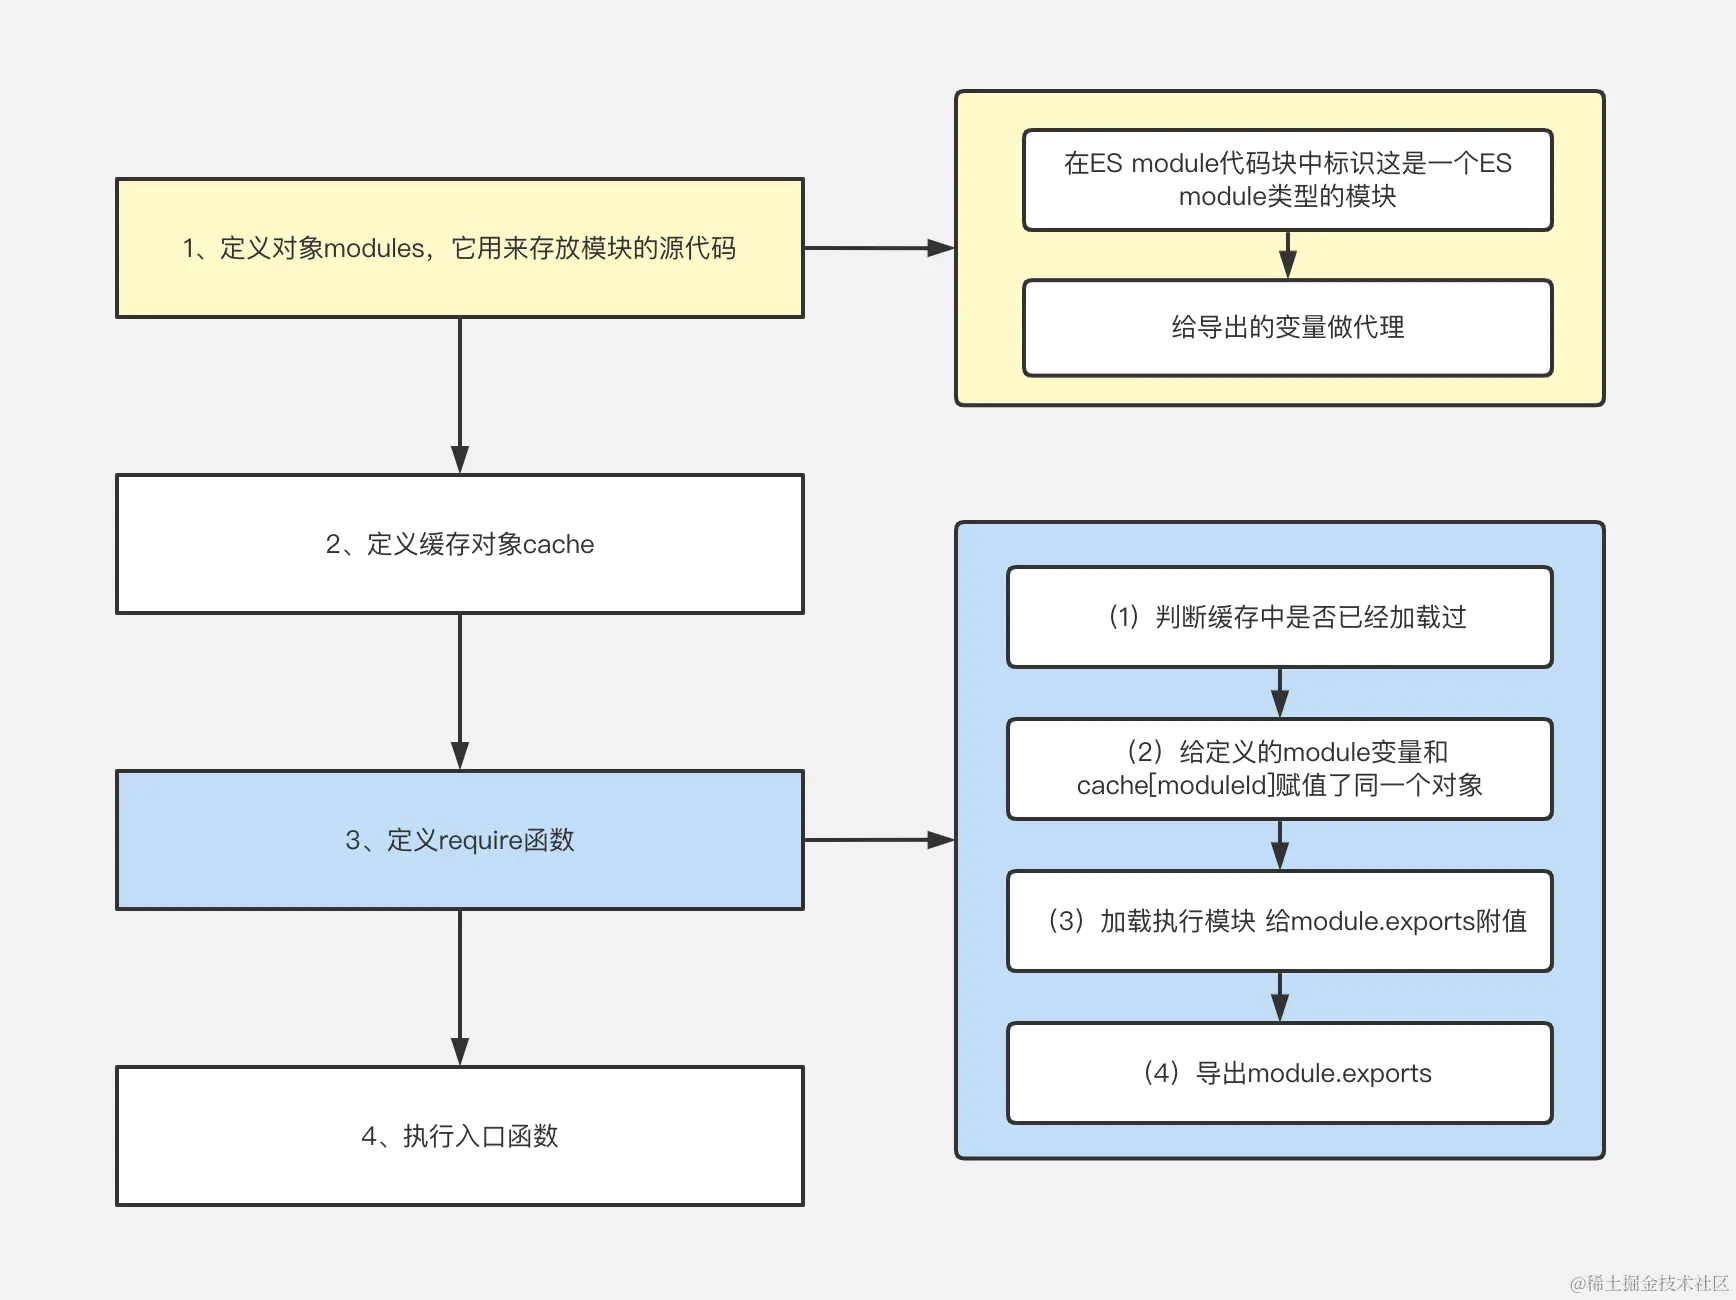 1、定义对象modules，它用来存放模块的源代码
在ES module代码块中标识这是一个ES
module类型的模块
给导出的变量做代理
2、定义缓存对象cache
3、定义require函数
（1）判断缓存中是否已经加载过
（2）给定义的module变量和
cache[moduleId]赋值了同一个对象
（3）加载执行模块 给module.exports附值
（4）导出module.exports
4、执行入口函数
@稀土掘金技术社区